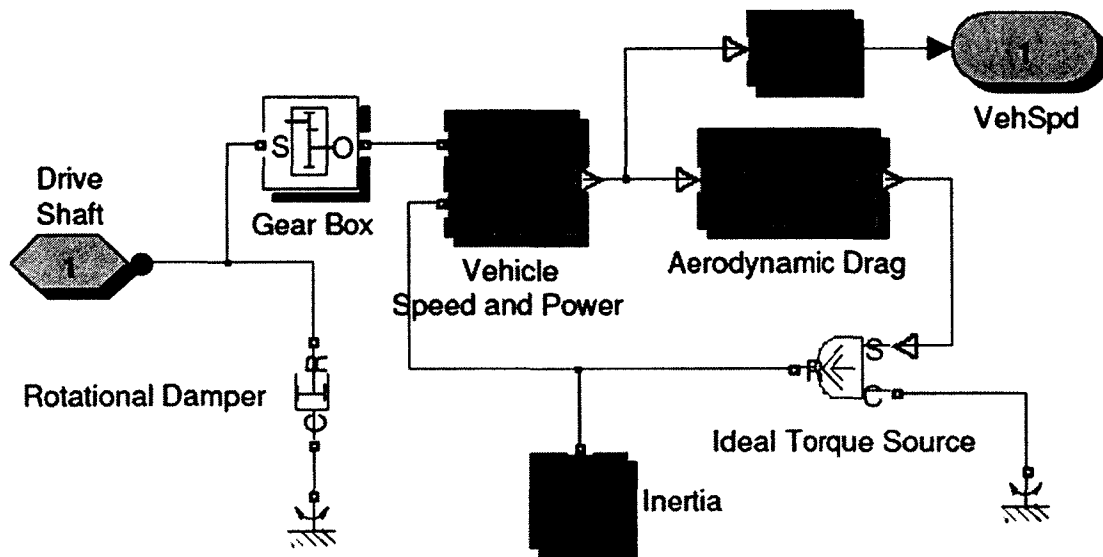 1
VehSpd
S
O
Gear Box
Drive
Shaft
1
Vehicle
Speed and Power
Aerodynamic Drag
R
S
C
Rotational Damper
R
C
Ideal Torque Source
Inertia